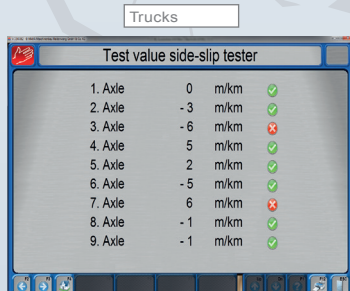 Trucks
Test value side-slip tester
1. Axle 0 m/km
2. Axle - 3 m/km
3. Axle - 6 m/km
4. Axle 5 m/km
5. Axle 2 m/km
6. Axle - 5 m/km
7. Axle 6 m/km
8. Axle - 1 m/km
9. Axle - 1 m/km